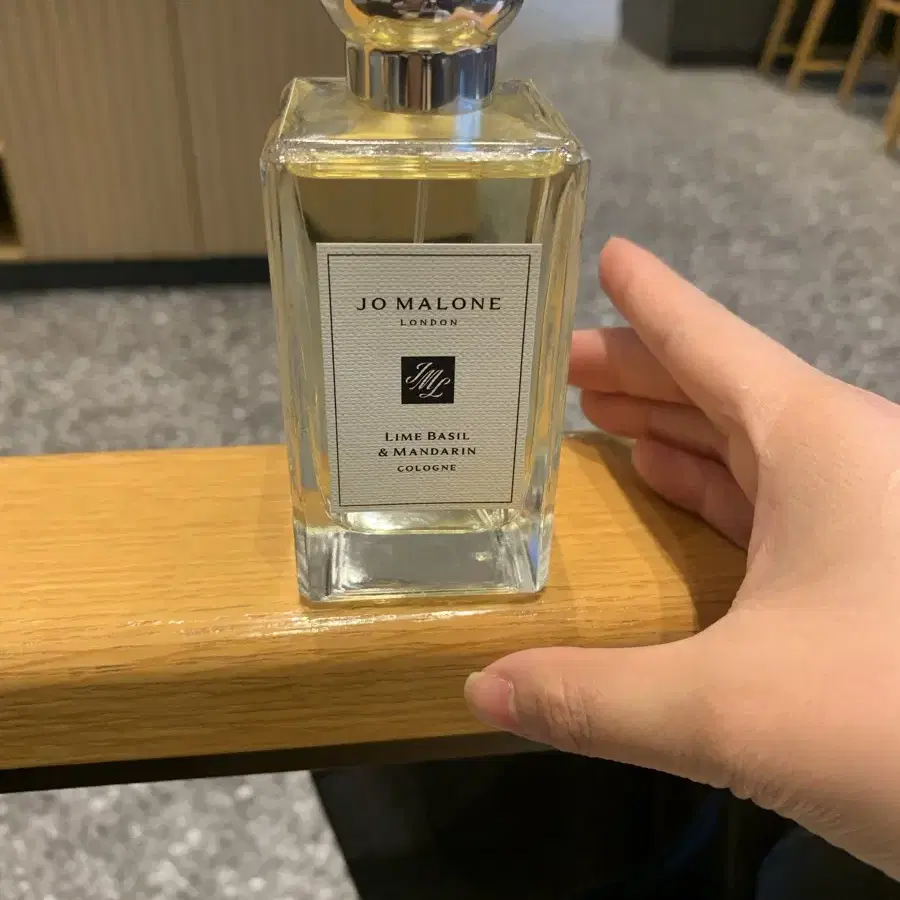 JO MALONE
LONDON
JML
LIME BASIL
& MANDARIN
COLOGNE